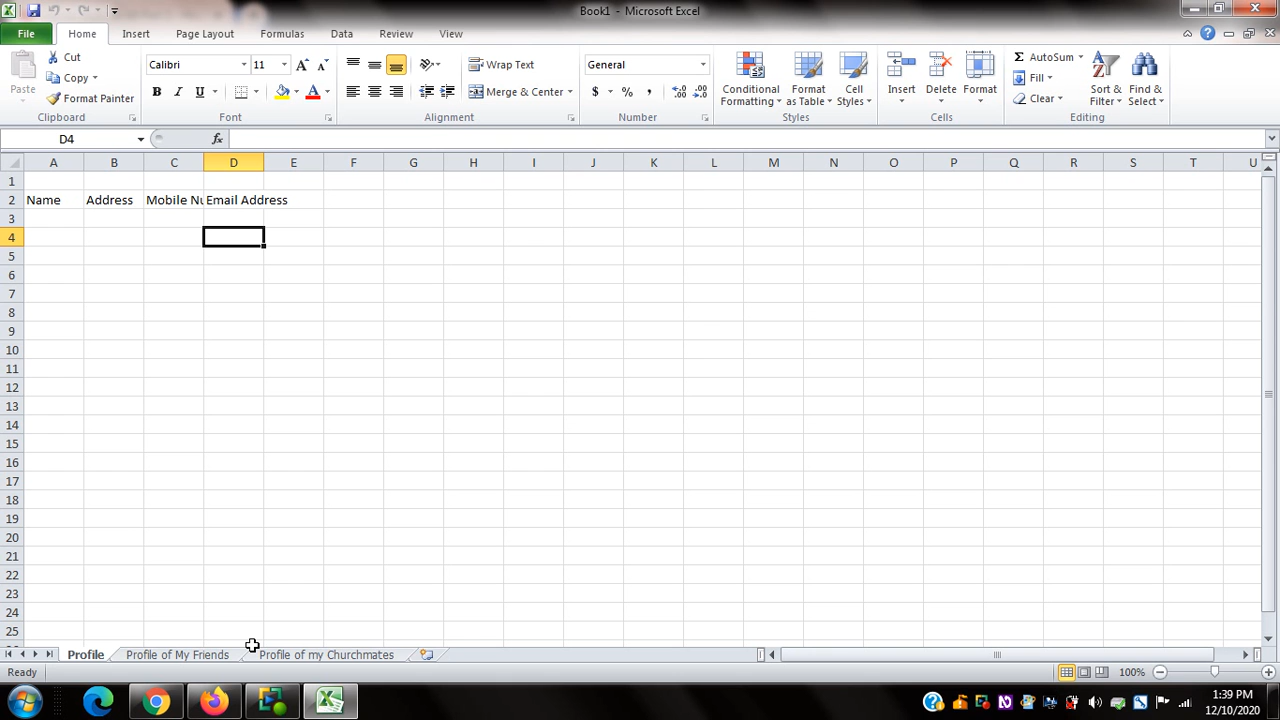 Book1 - Microsoft Excel
File Home Insert Page Layout Formulas Data Review View
Paste
Cut
Copy
Format Painter
Clipboard
Calibri 11
A A
B I U A
Font
Wrap Text
Merge & Center
Alignment
General
$ % , .0 .00 .00 .0
Number
Conditional Formatting
Format as Table
Cell Styles
Styles
Insert Delete Format
Cells
Σ AutoSum
Fill
Clear
Sort & Filter
Find & Select
Editing
D4 fx
A B C D E F G H I J K L M N O P Q R S T U
1
2 Name Address Mobile Nu Email Address
3
4
5
6
7
8
9
10
11
12
13
14
15
16
17
18
19
20
21
22
23
24
25
Profile Profile of My Friends Profile of my Churchmates
Ready 100%
1:39 PM
12/10/2020